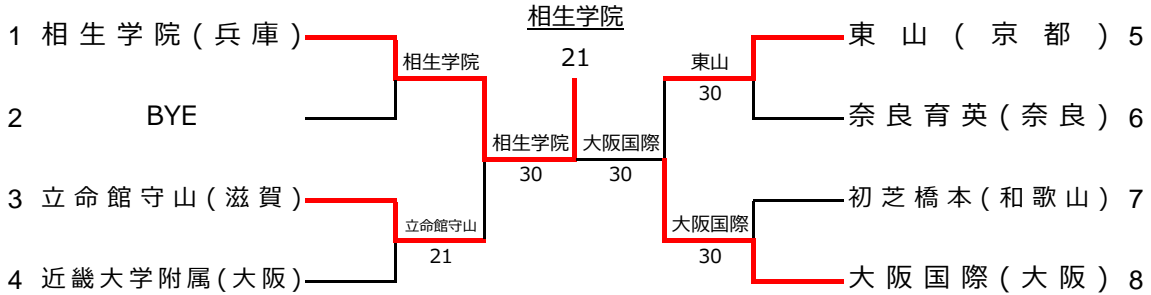 相生学院
21
1 相生学院(兵庫)
2 BYE
3 立命館守山(滋賀)
4 近畿大学附属(大阪)
相生学院
立命館守山
21
相生学院
30
大阪国際
30
東山
30
大阪国際
30
東山(京都) 5
奈良育英(奈良) 6
初芝橋本(和歌山) 7
大阪国際(大阪) 8